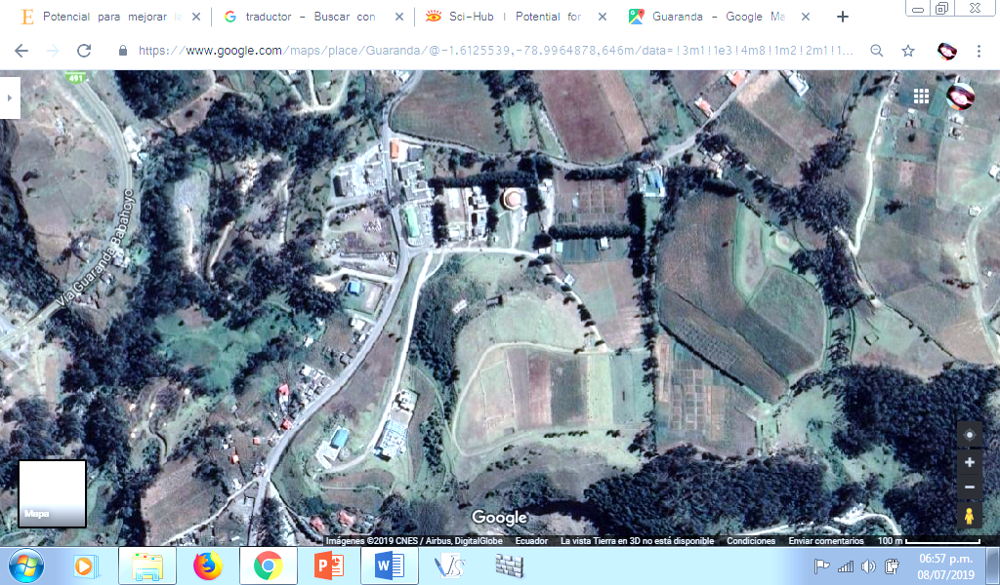 Potencial para mejorar la
traductor - Buscar con
Sci-Hub | Potential for
Guaranda - Google Ma
https://www.google.com/maps/place/Guaranda/@-1.6125539,-78.9964878,646m/data=!3m1!1e3!4m8!1m2!2m1!1...
491
Vía Guaranda Babahoyo
Mapa
Google
Imágenes ©2019 CNES / Airbus, DigitalGlobe Ecuador La vista Tierra en 3D no está disponible Condiciones Enviar comentarios 100 m
06:57 p.m.
08/07/2019